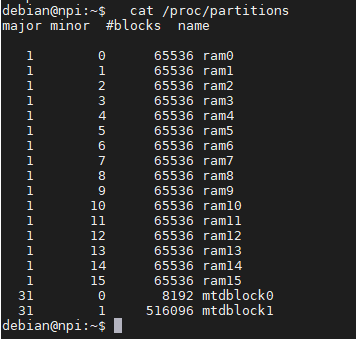 debian@npi:~$   cat /proc/partitions
major minor  #blocks  name

   1        0      65536 ram0
   1        1      65536 ram1
   1        2      65536 ram2
   1        3      65536 ram3
   1        4      65536 ram4
   1        5      65536 ram5
   1        6      65536 ram6
   1        7      65536 ram7
   1        8      65536 ram8
   1        9      65536 ram9
   1       10      65536 ram10
   1       11      65536 ram11
   1       12      65536 ram12
   1       13      65536 ram13
   1       14      65536 ram14
   1       15      65536 ram15
  31        0       8192 mtdblock0
  31        1     516096 mtdblock1
debian@npi:~$